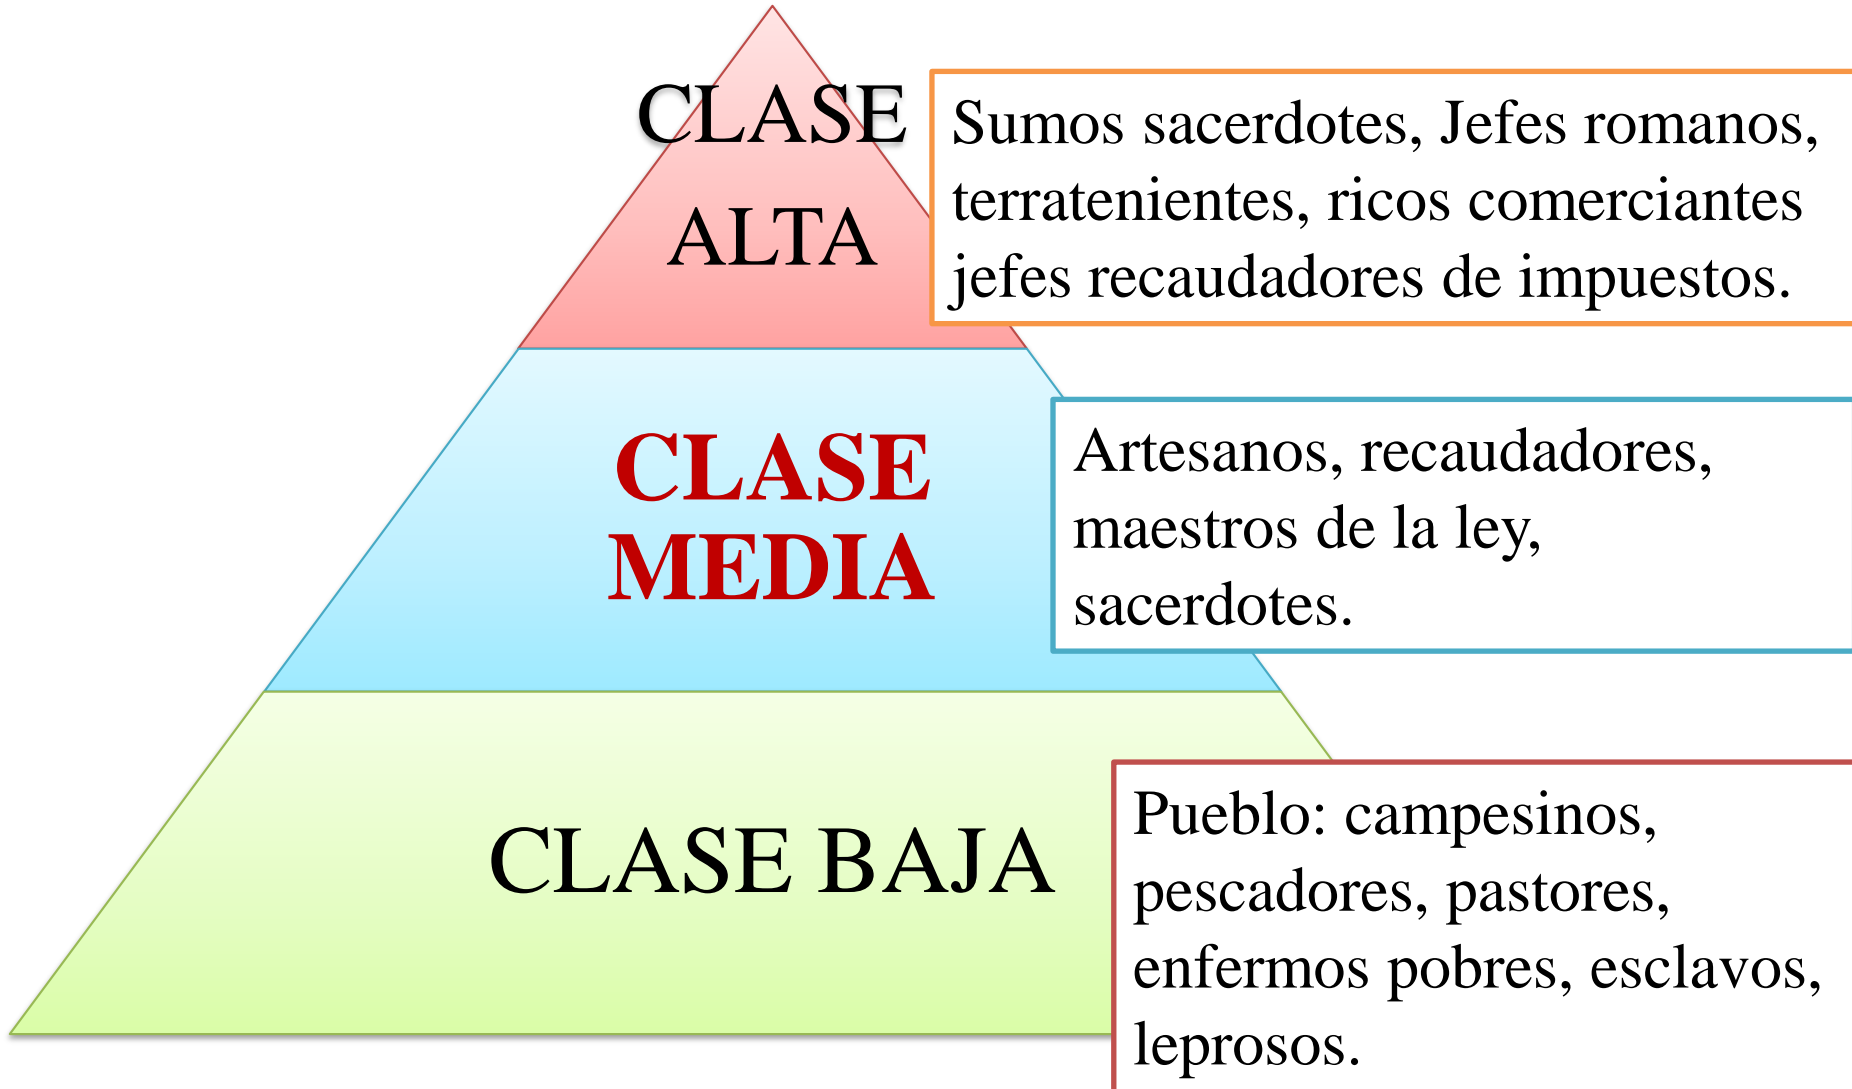 CLASE
ALTA
Sumos sacerdotes, Jefes romanos,
terratenientes, ricos comerciantes
jefes recaudadores de impuestos.
CLASE
MEDIA
Artesanos, recaudadores,
maestros de la ley,
sacerdotes.
CLASE BAJA
Pueblo: campesinos,
pescadores, pastores,
enfermos pobres, esclavos,
leprosos.